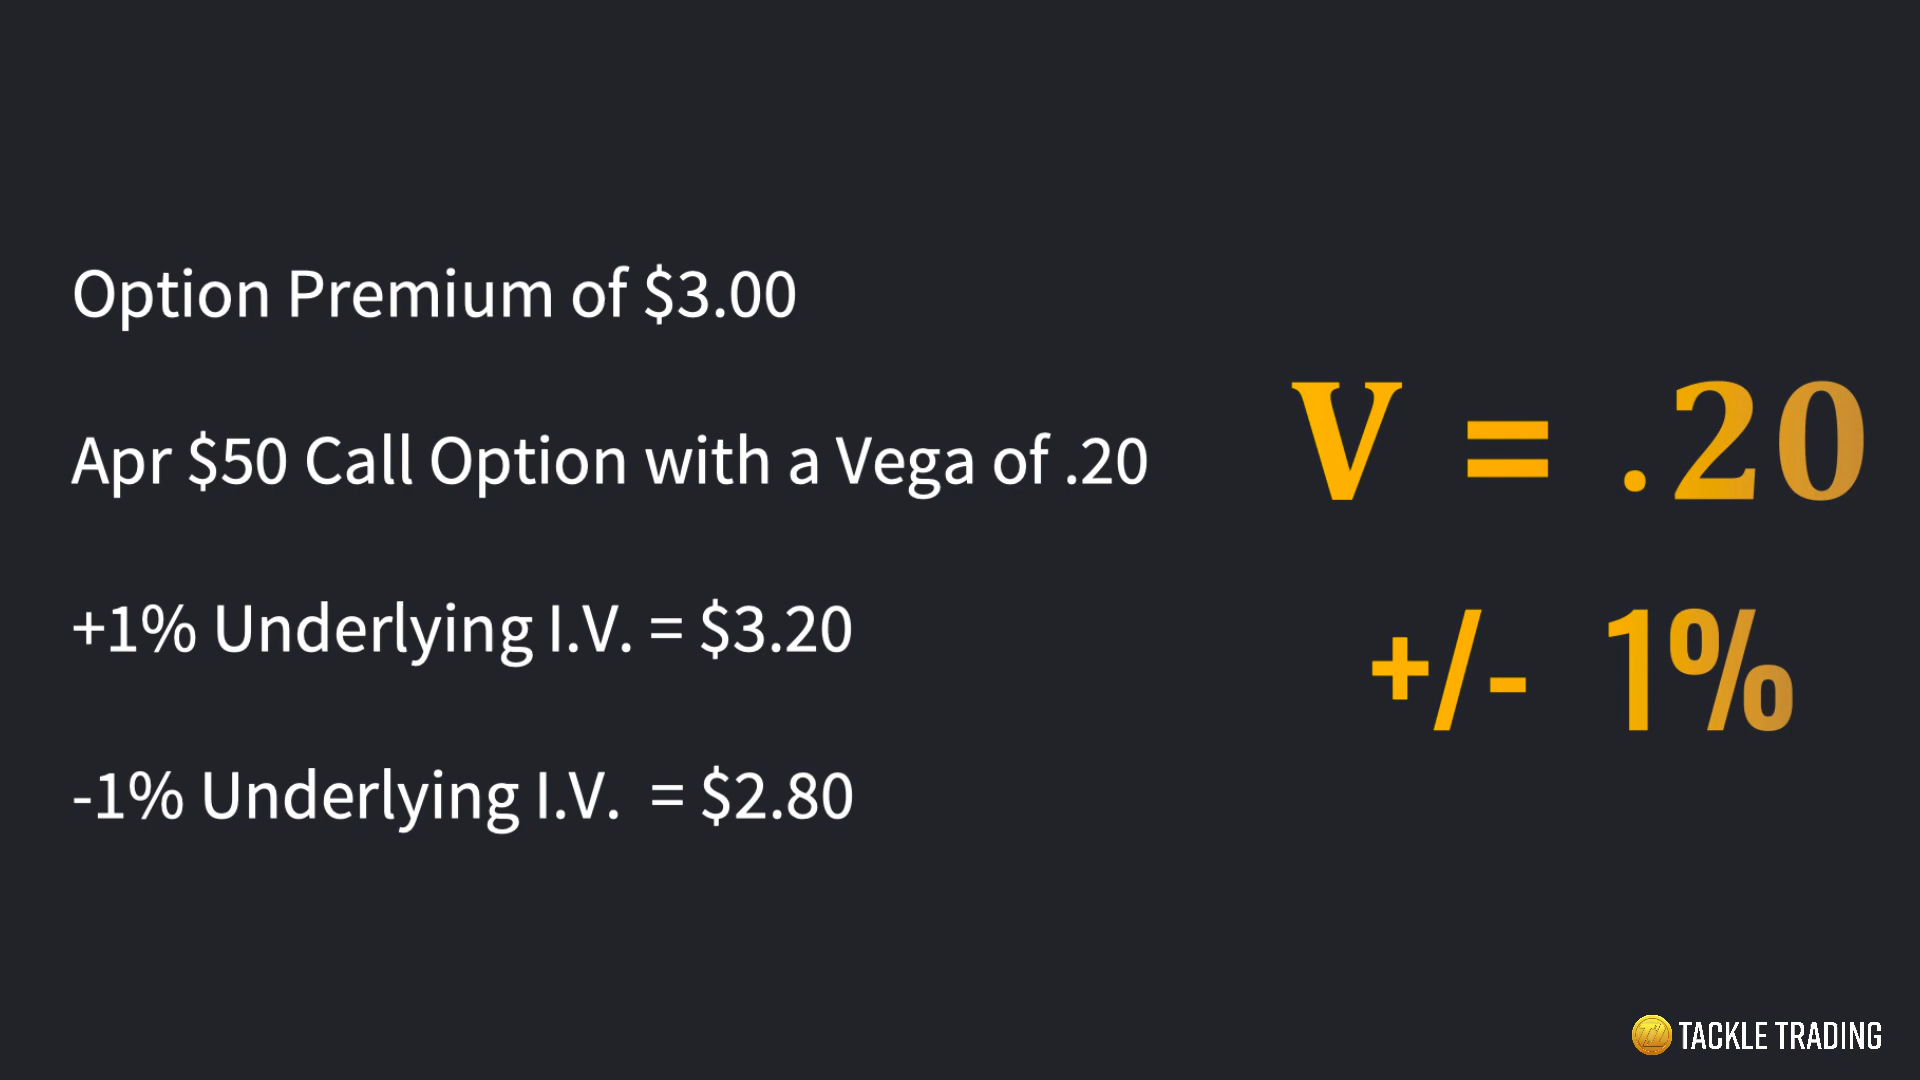 Option Premium of $3.00
Apr $50 Call Option with a Vega of .20
+1% Underlying I.V. = $3.20
-1% Underlying I.V.  = $2.80
V = .20
+/- 1%
TACKLE TRADING